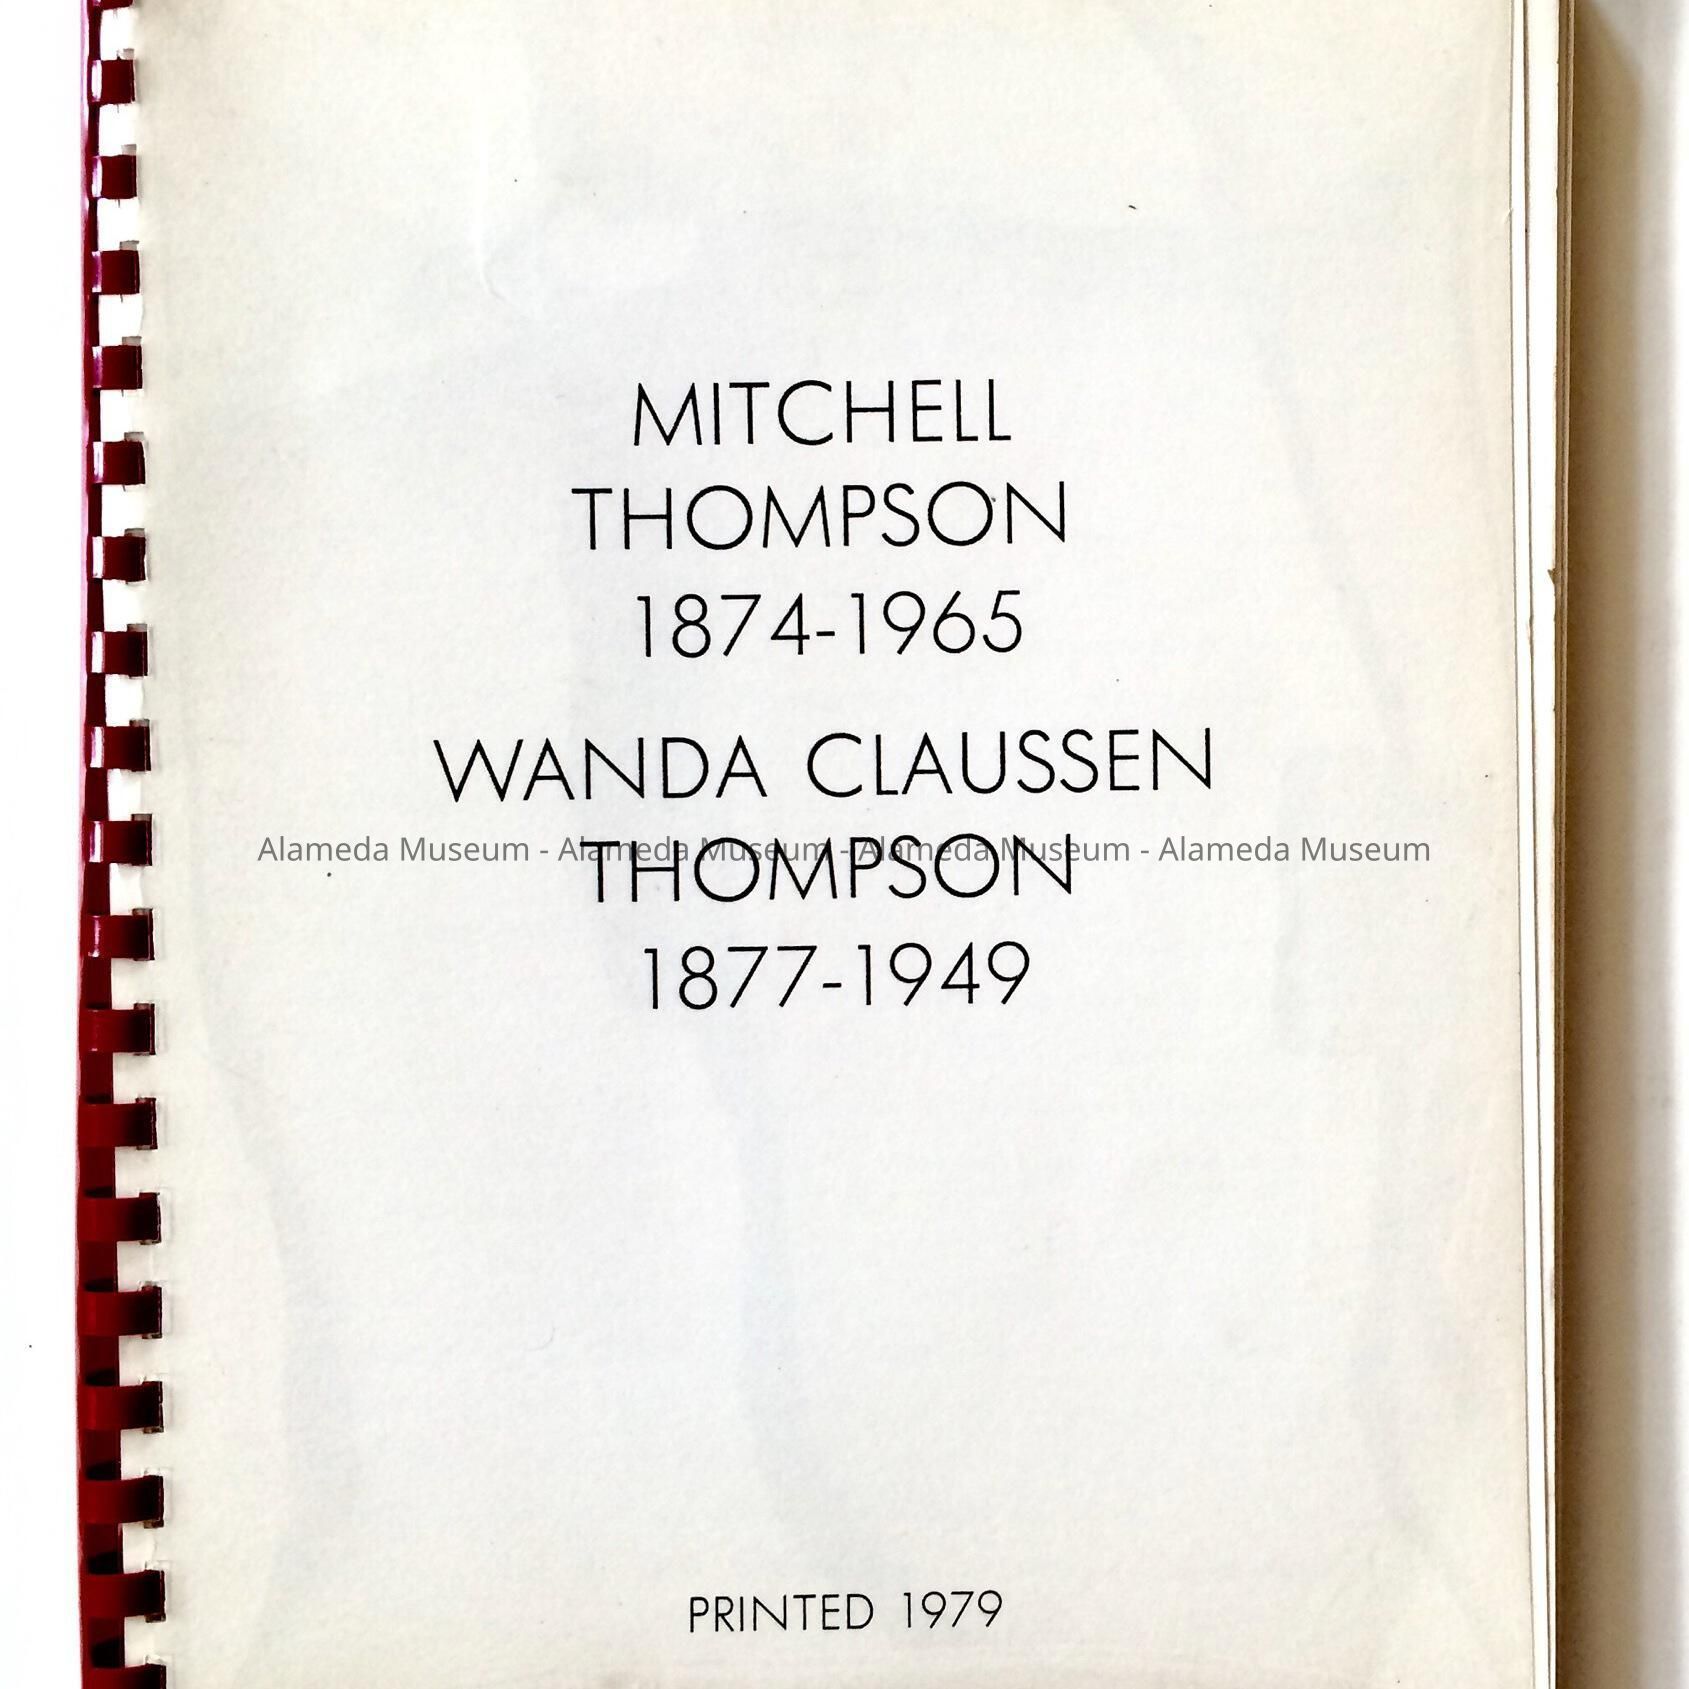 MITCHELL
THOMPSON
1874-1965
WANDA CLAUSSEN
Alameda Museum - Alameda Museum - Alameda Museum - Alameda Museum
THOMPSON
1877-1949
PRINTED 1979